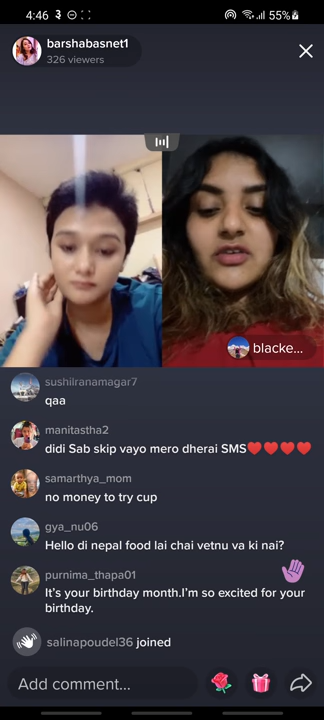 4:46
55%
barshabasnet1
326 viewers
blacke...
sushiiranamagar7
qaa
manitastha2
didi Sab skip vayo mero dherai SMS❤️❤️❤️❤️
samarthya_mom
no money to try cup
gya_nu06
Hello di nepal food lai chai vetnu va ki nai?
purnima_thapa01
It's your birthday month.I'm so excited for your
birthday.
salinapoudel36 joined
Add comment...